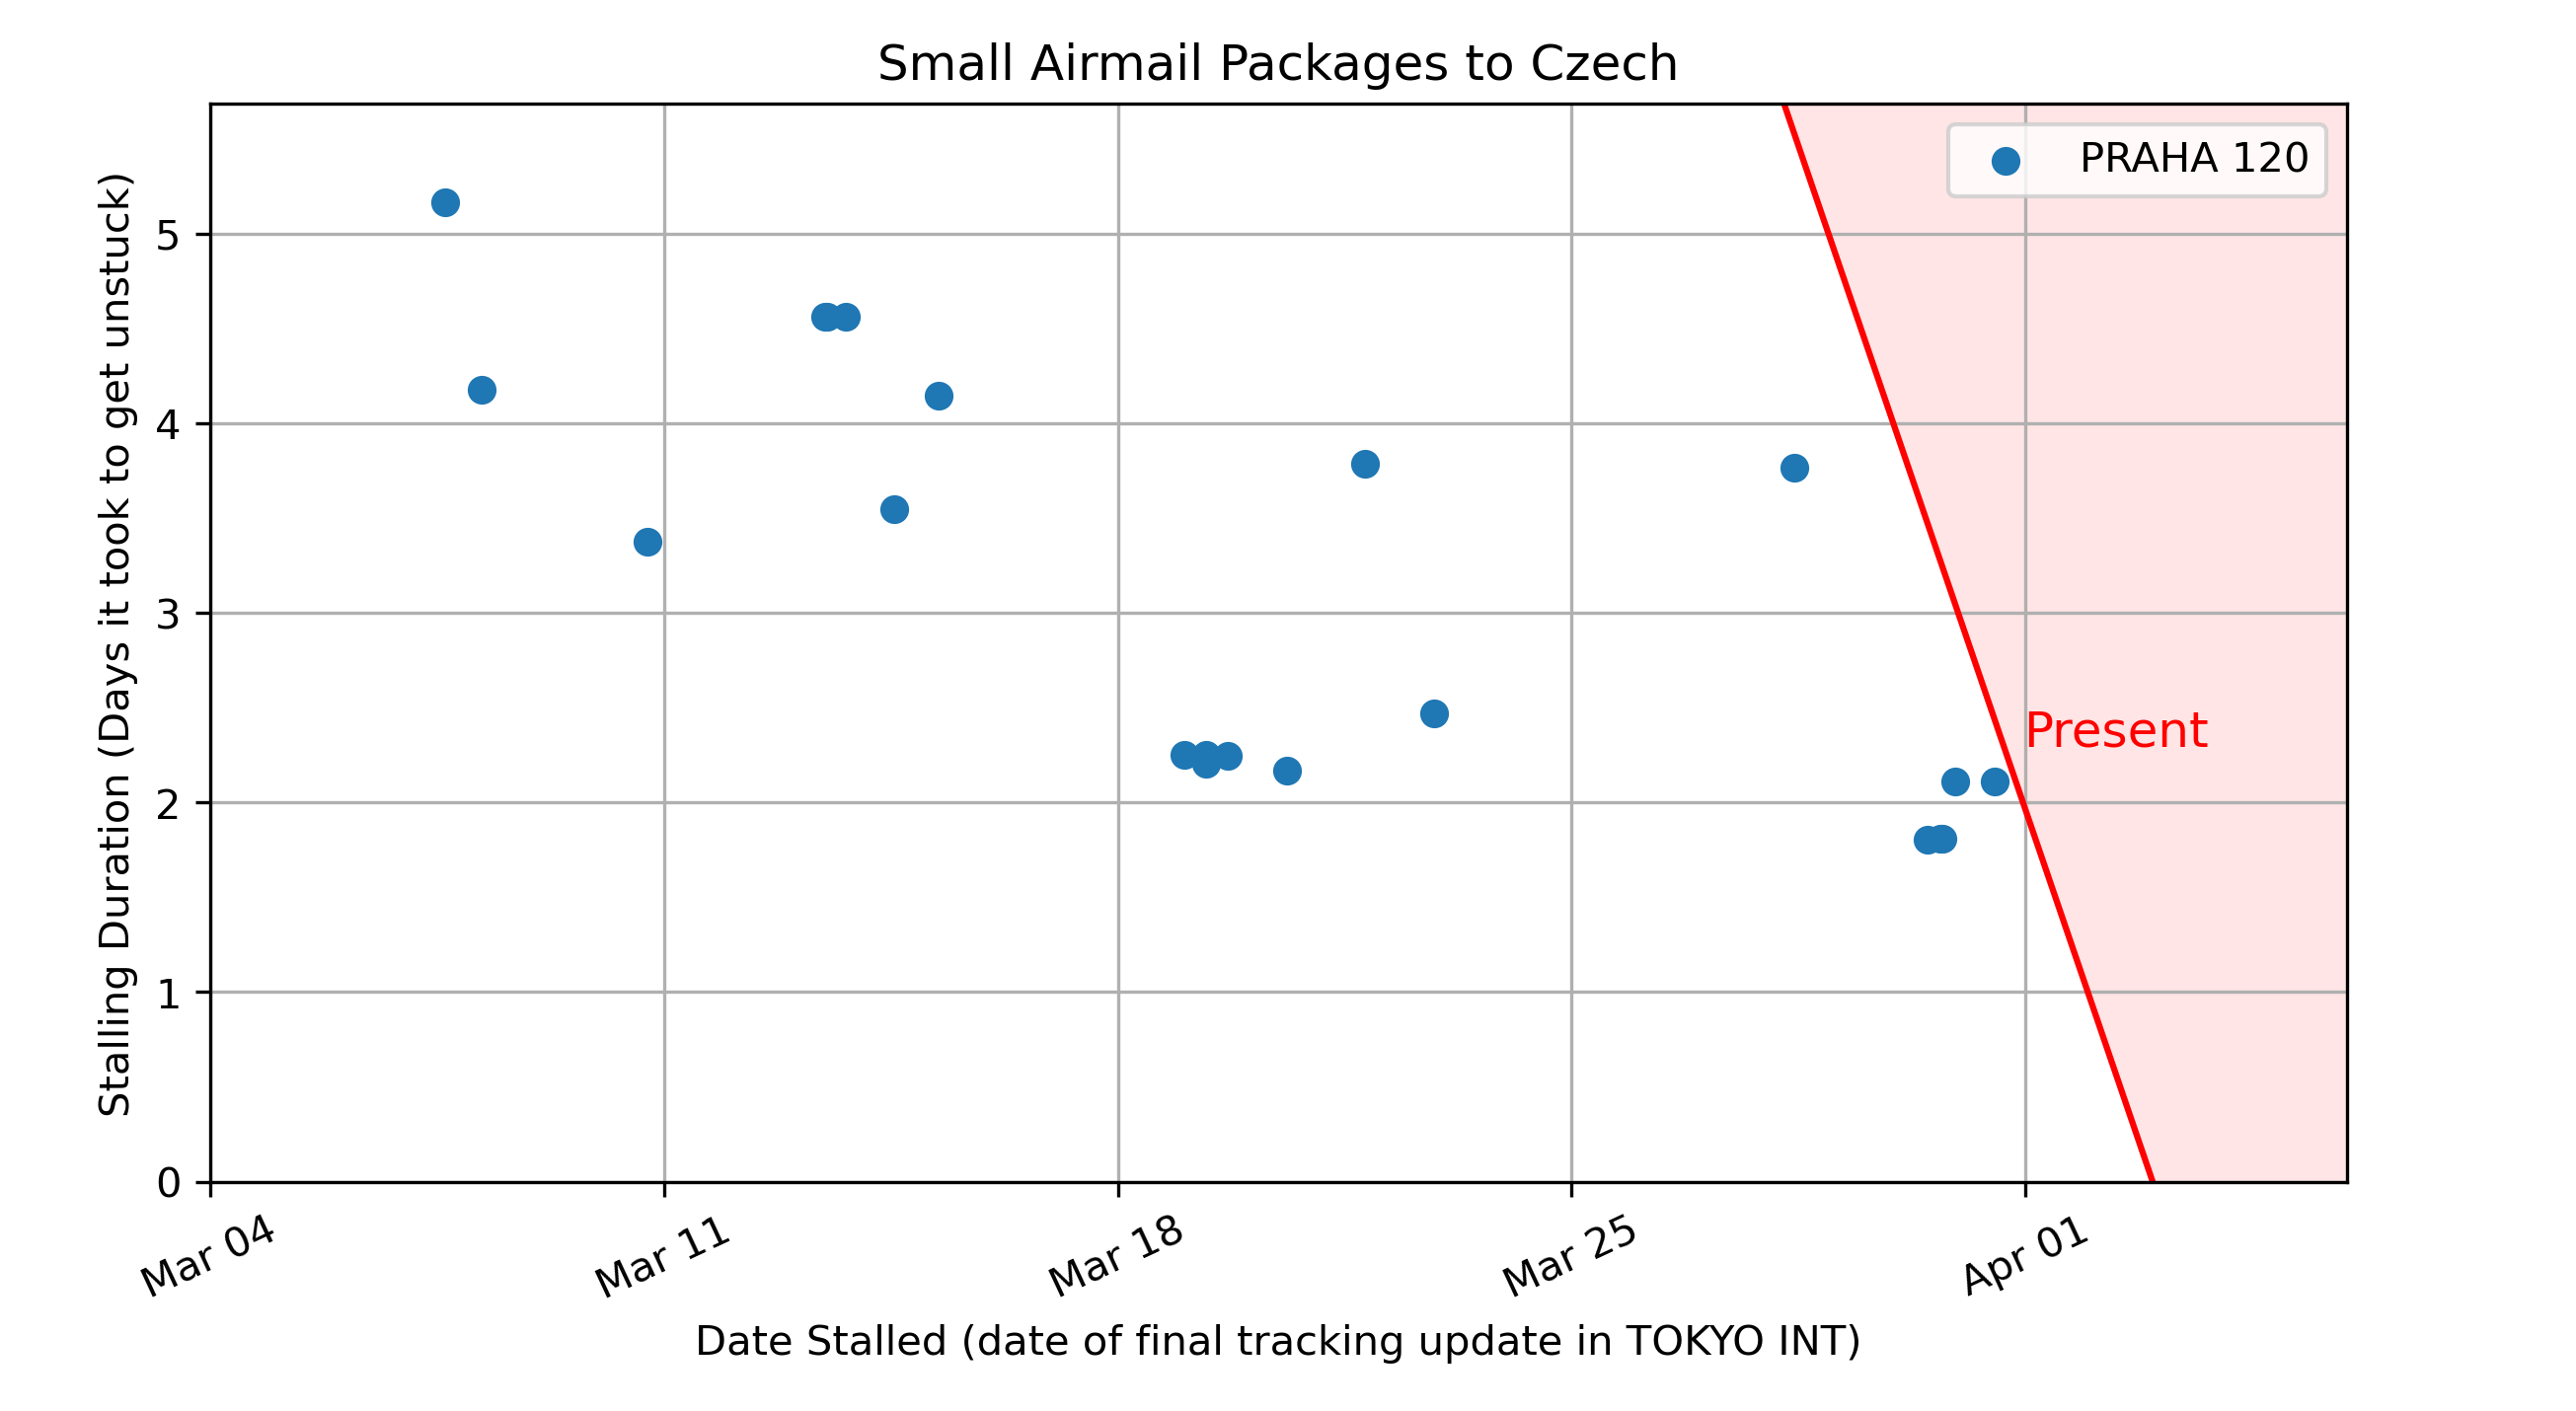 Small Airmail Packages to Czech
PRAHA 120
Stalling Duration (Days it took to get unstuck)
5
4
3
2
1
0
Present
Mar 04
Mar 11
Mar 18
Mar 25
Apr 01
Date Stalled (date of final tracking update in TOKYO INT)